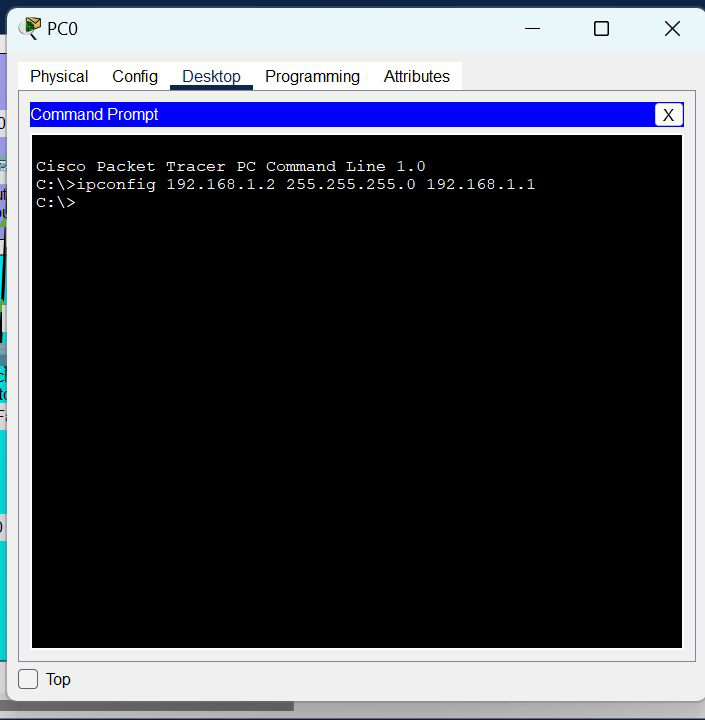 PC0
Physical Config Desktop Programming Attributes
Command Prompt X
Cisco Packet Tracer PC Command Line 1.0
C:\>ipconfig 192.168.1.2 255.255.255.0 192.168.1.1
C:\>
Top